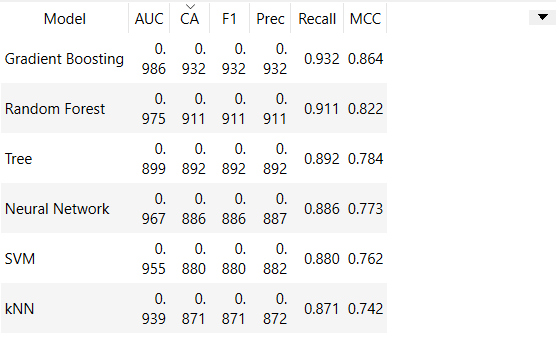 Model AUC CA F1 Prec Recall MCC
Gradient Boosting 0.986 0.932 0.932 0.932 0.932 0.864
Random Forest 0.975 0.911 0.911 0.911 0.911 0.822
Tree 0.899 0.892 0.892 0.892 0.892 0.784
Neural Network 0.967 0.886 0.886 0.887 0.886 0.773
SVM 0.955 0.880 0.880 0.882 0.880 0.762
kNN 0.939 0.871 0.871 0.872 0.871 0.742